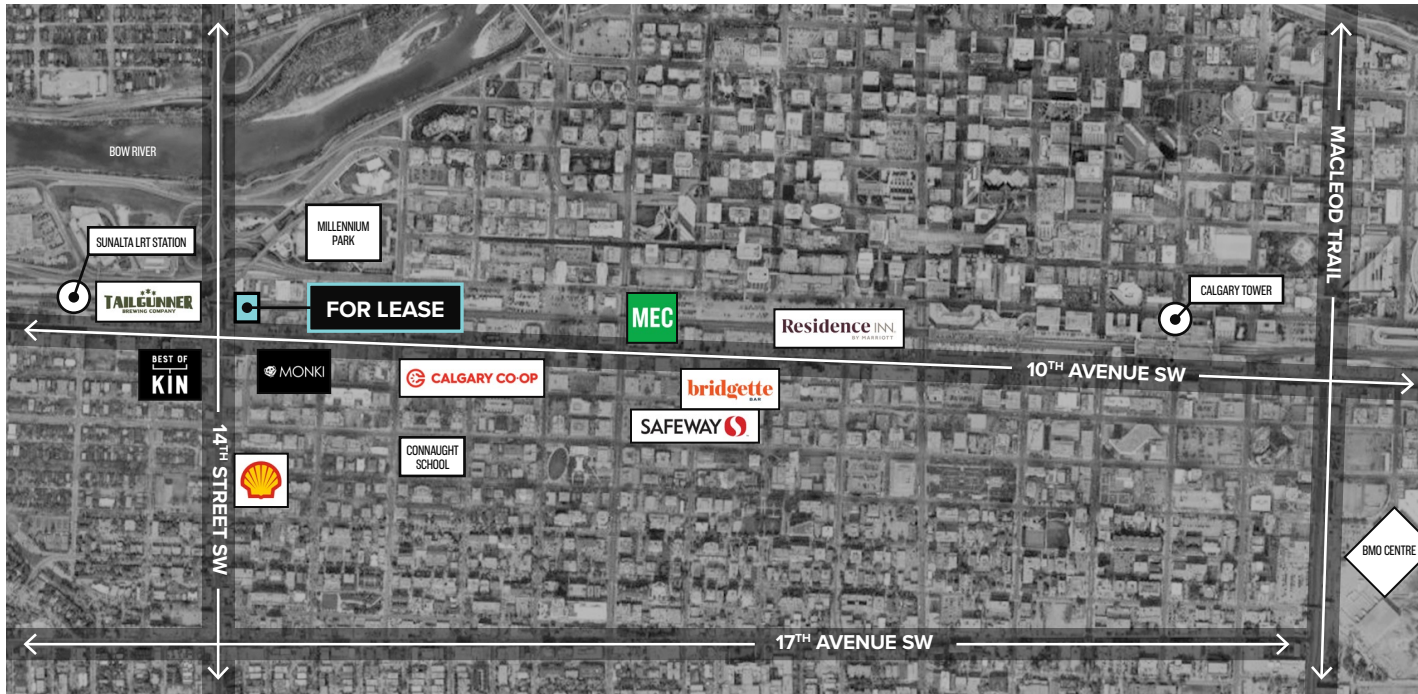 BOW RIVER
MACLEOD TRAIL
MILLENNIUM
PARK
SUNALTA LRT STATION
TAILGUNNER
BREWING COMPANY
FOR LEASE
CALGARY TOWER
MEC
Residence INN.
BY MARRIOTT
BEST OF
KIN
MONKI
CALGARY CO·OP
10TH AVENUE SW
bridgette
BAR
SAFEWAY
14TH STREET SW
CONNAUGHT
SCHOOL
BMO CENTRE
17TH AVENUE SW